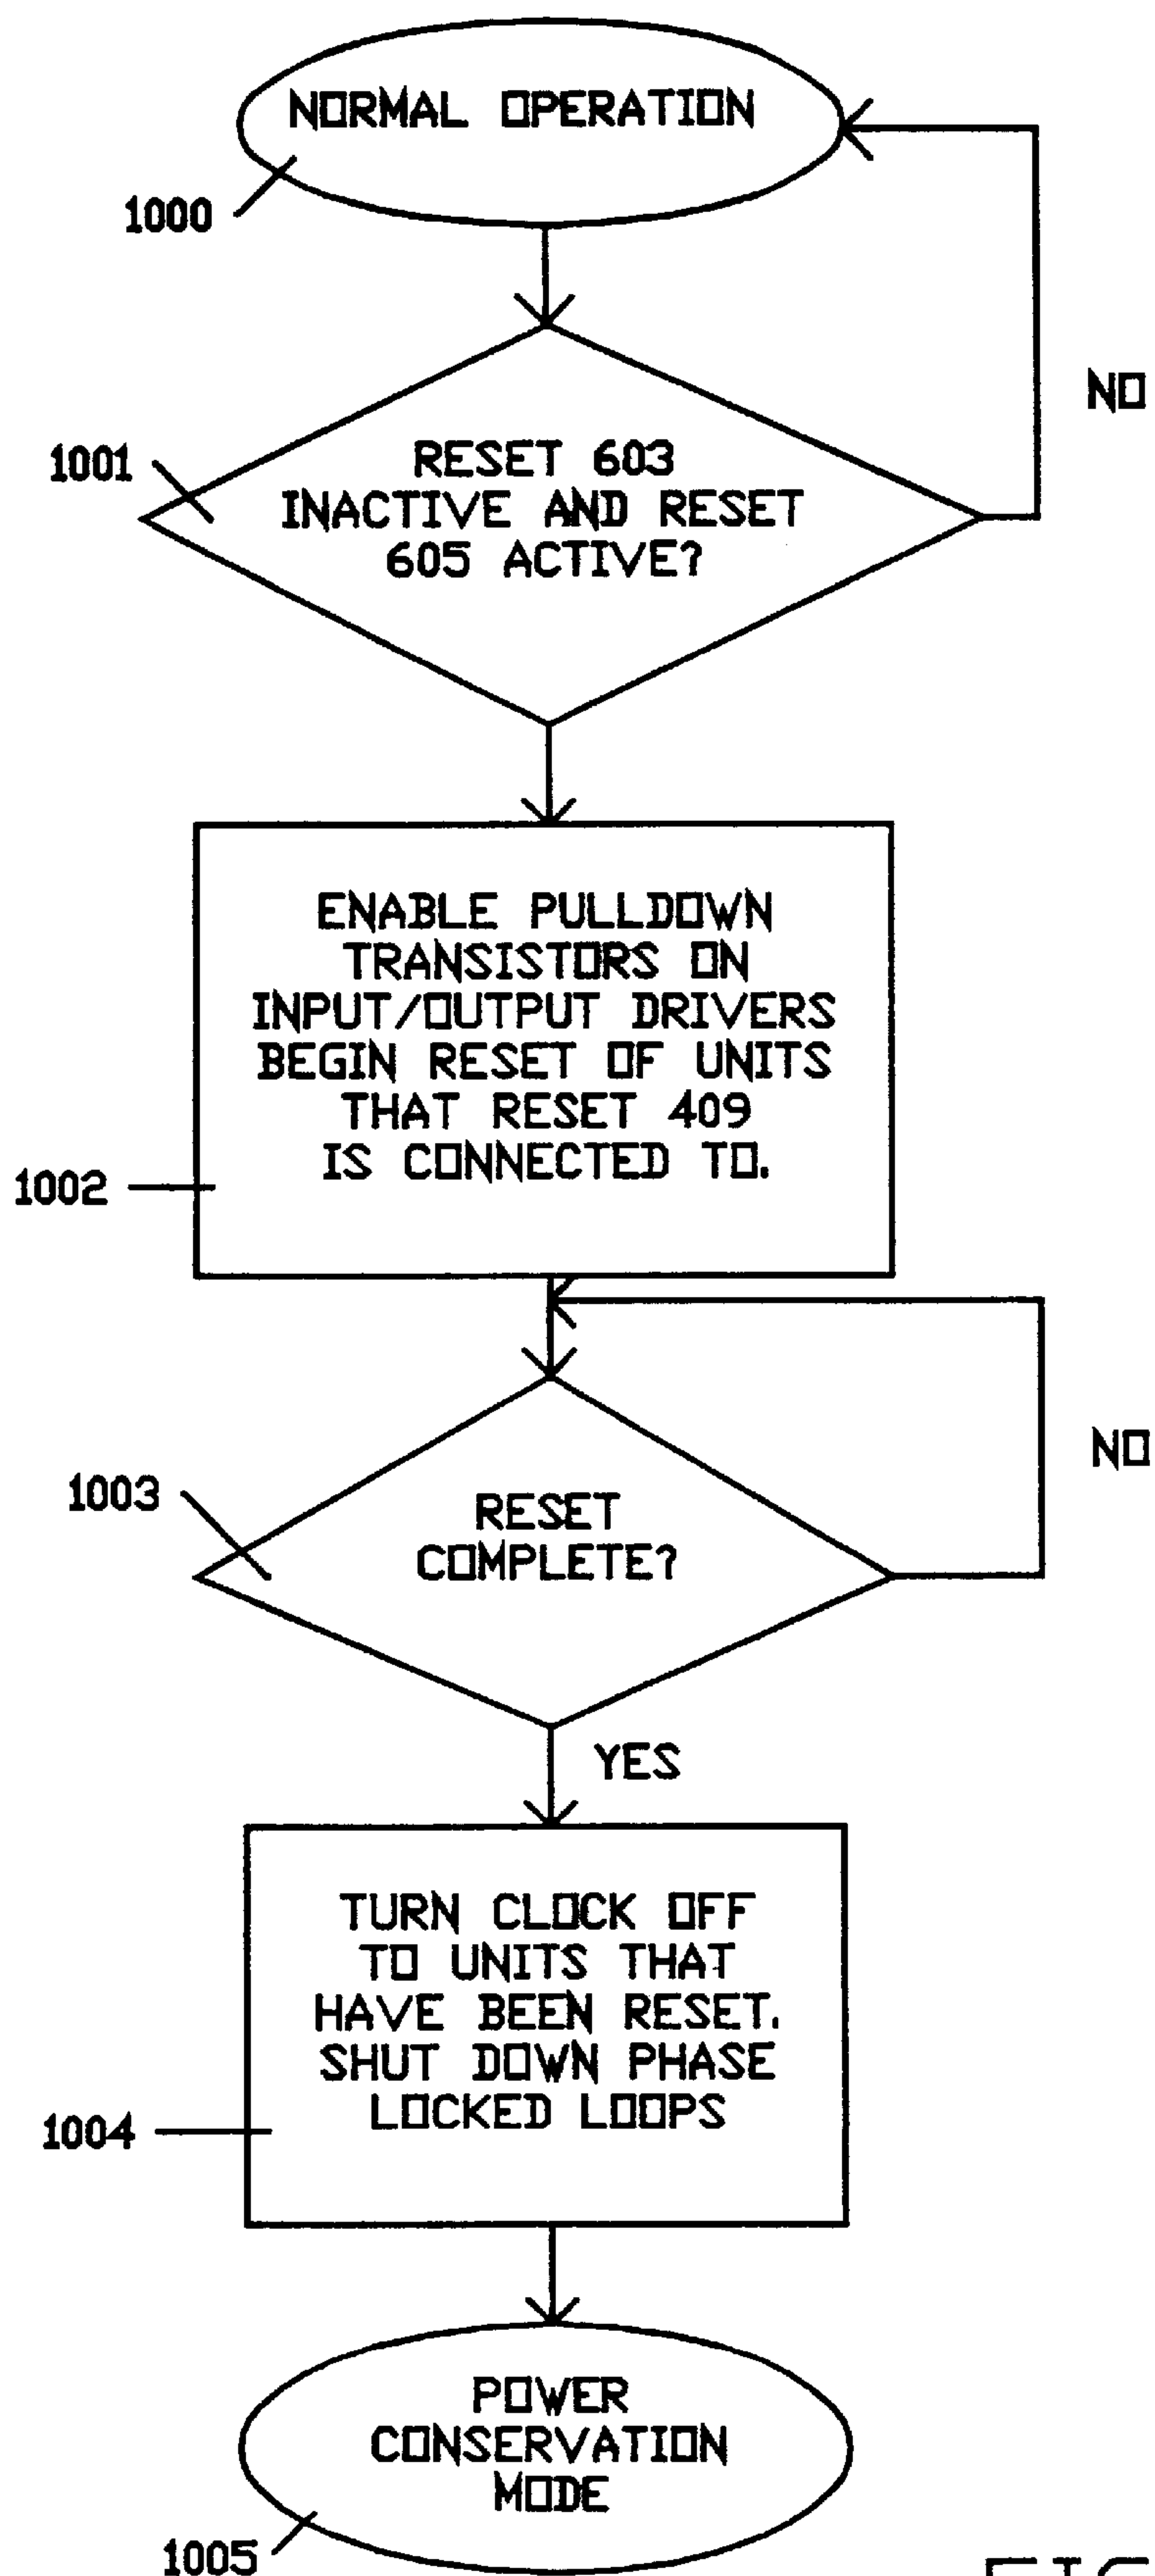 NORMAL OPERATION
1000
NO
1001
RESET 603
INACTIVE AND RESET
605 ACTIVE?
ENABLE PULLDOWN
TRANSISTORS ON
INPUT/OUTPUT DRIVERS
BEGIN RESET OF UNITS
THAT RESET 409
IS CONNECTED TO.
1002
NO
1003
RESET
COMPLETE?
YES
TURN CLOCK OFF
TO UNITS THAT
HAVE BEEN RESET.
SHUT DOWN PHASE
LOCKED LOOPS
1004
POWER
CONSERVATION
MODE
1005